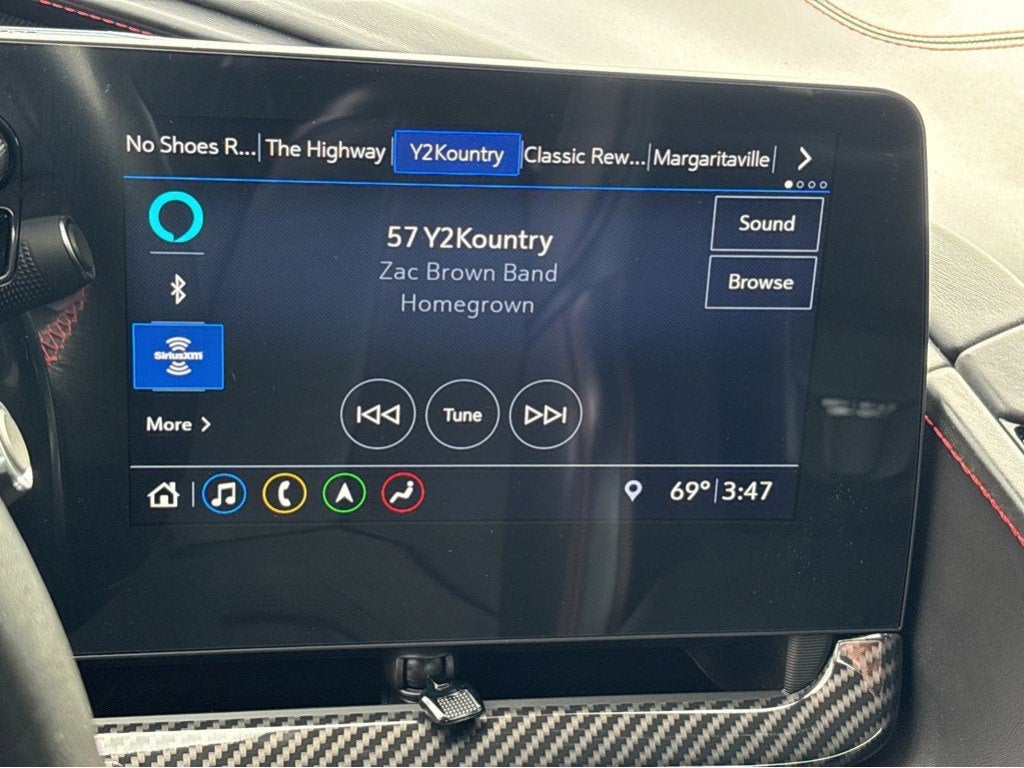 No Shoes R... The Highway Y2Kountry Classic Rew... Margaritaville
57 Y2Kountry
Zac Brown Band
Homegrown
Sound
Browse
SiriusXM
More
Tune
69° 3:47